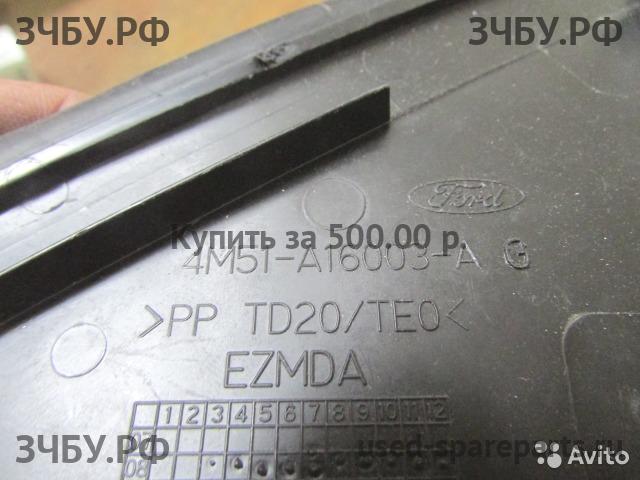 ЗЧБУ.РФ ЗЧБУ.РФ
Ford
Купить за 500.00 р.
4M51-A16003-A G
>PP TD20/TE0<
EZMDA
1 2 3 4 5 6 7 8 9 10 11 12
ЗЧБУ.РФ used-spareparts.ru
08
Avito